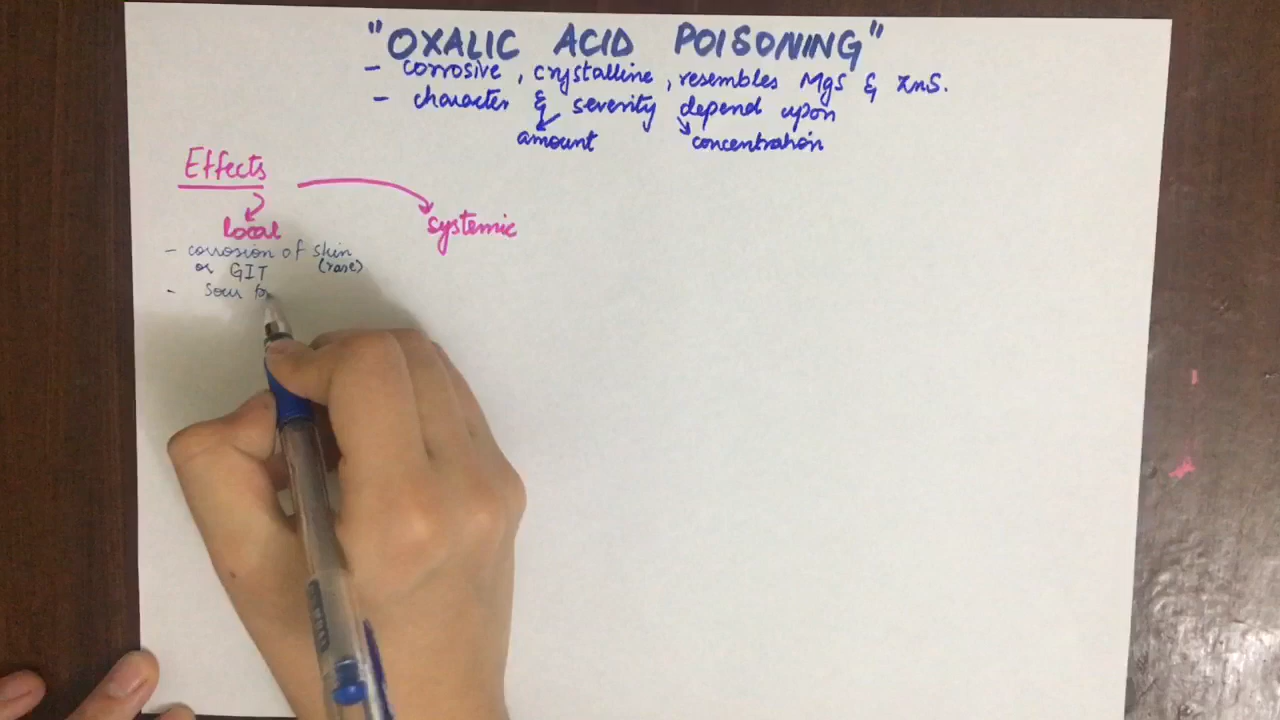 "OXALIC ACID POISONING"
- corrosive, crystalline, resembles MgS & ZnS.
- character & severity depend upon
amount concentration
Effects
local systemic
- corrosion of skin
or GIT (rare)
- Sour